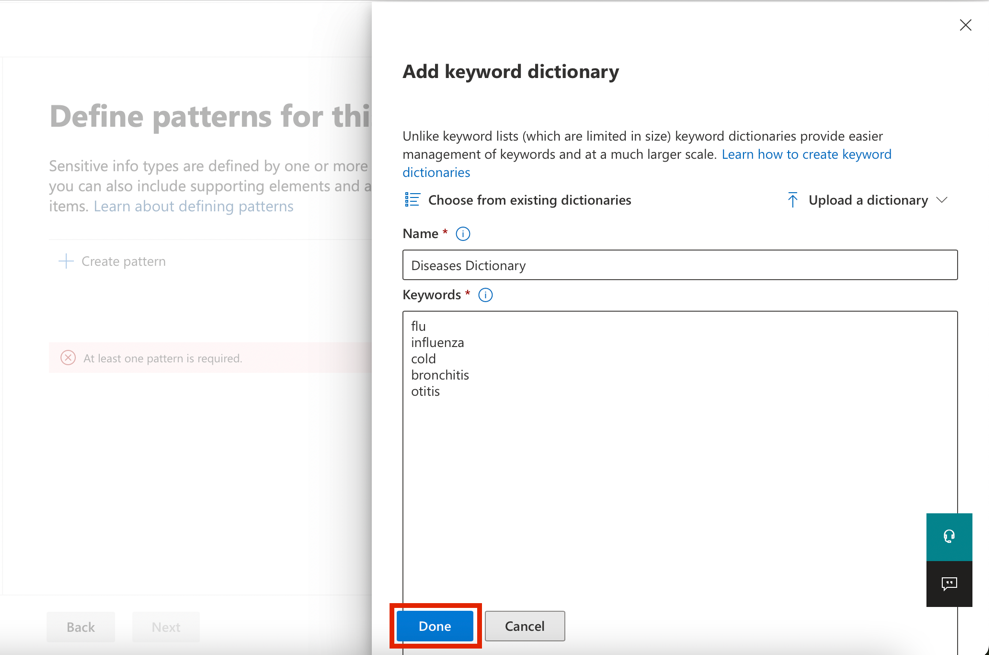 Define patterns for thi
Sensitive info types are defined by one or more
you can also include supporting elements and a
items. Learn about defining patterns
Create pattern
At least one pattern is required.
Back
Next
Add keyword dictionary
Unlike keyword lists (which are limited in size) keyword dictionaries provide easier
management of keywords and at a much larger scale. Learn how to create keyword
dictionaries
Choose from existing dictionaries
Upload a dictionary
Name *
Diseases Dictionary
Keywords *
flu
influenza
cold
bronchitis
otitis
Done
Cancel